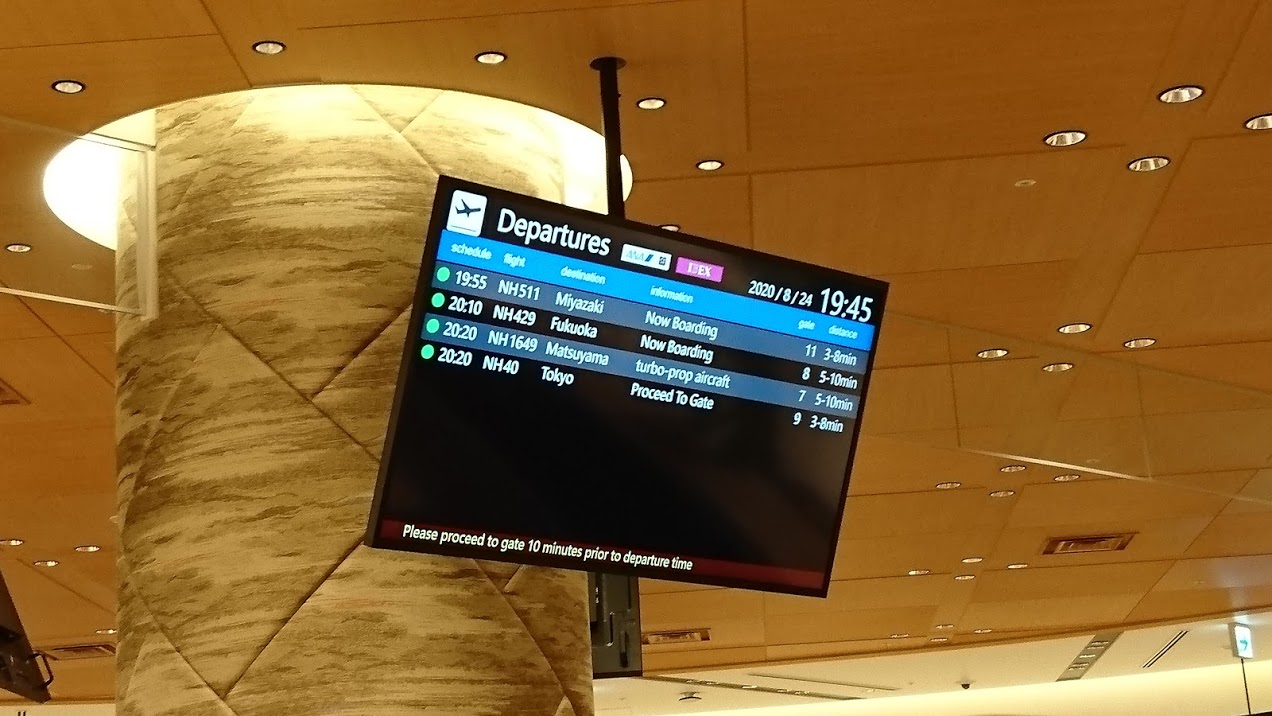 Departures ANA IBEX 2020/8/24 19:45
schedule flight destination information gate distance
19:55 NH511 Miyazaki Now Boarding 11 3-8min
20:10 NH429 Fukuoka Now Boarding 8 5-10min
20:20 NH1649 Matsuyama turbo-prop aircraft 7 5-10min
20:20 NH40 Tokyo Proceed To Gate 9 3-8min
Please proceed to gate 10 minutes prior to departure time